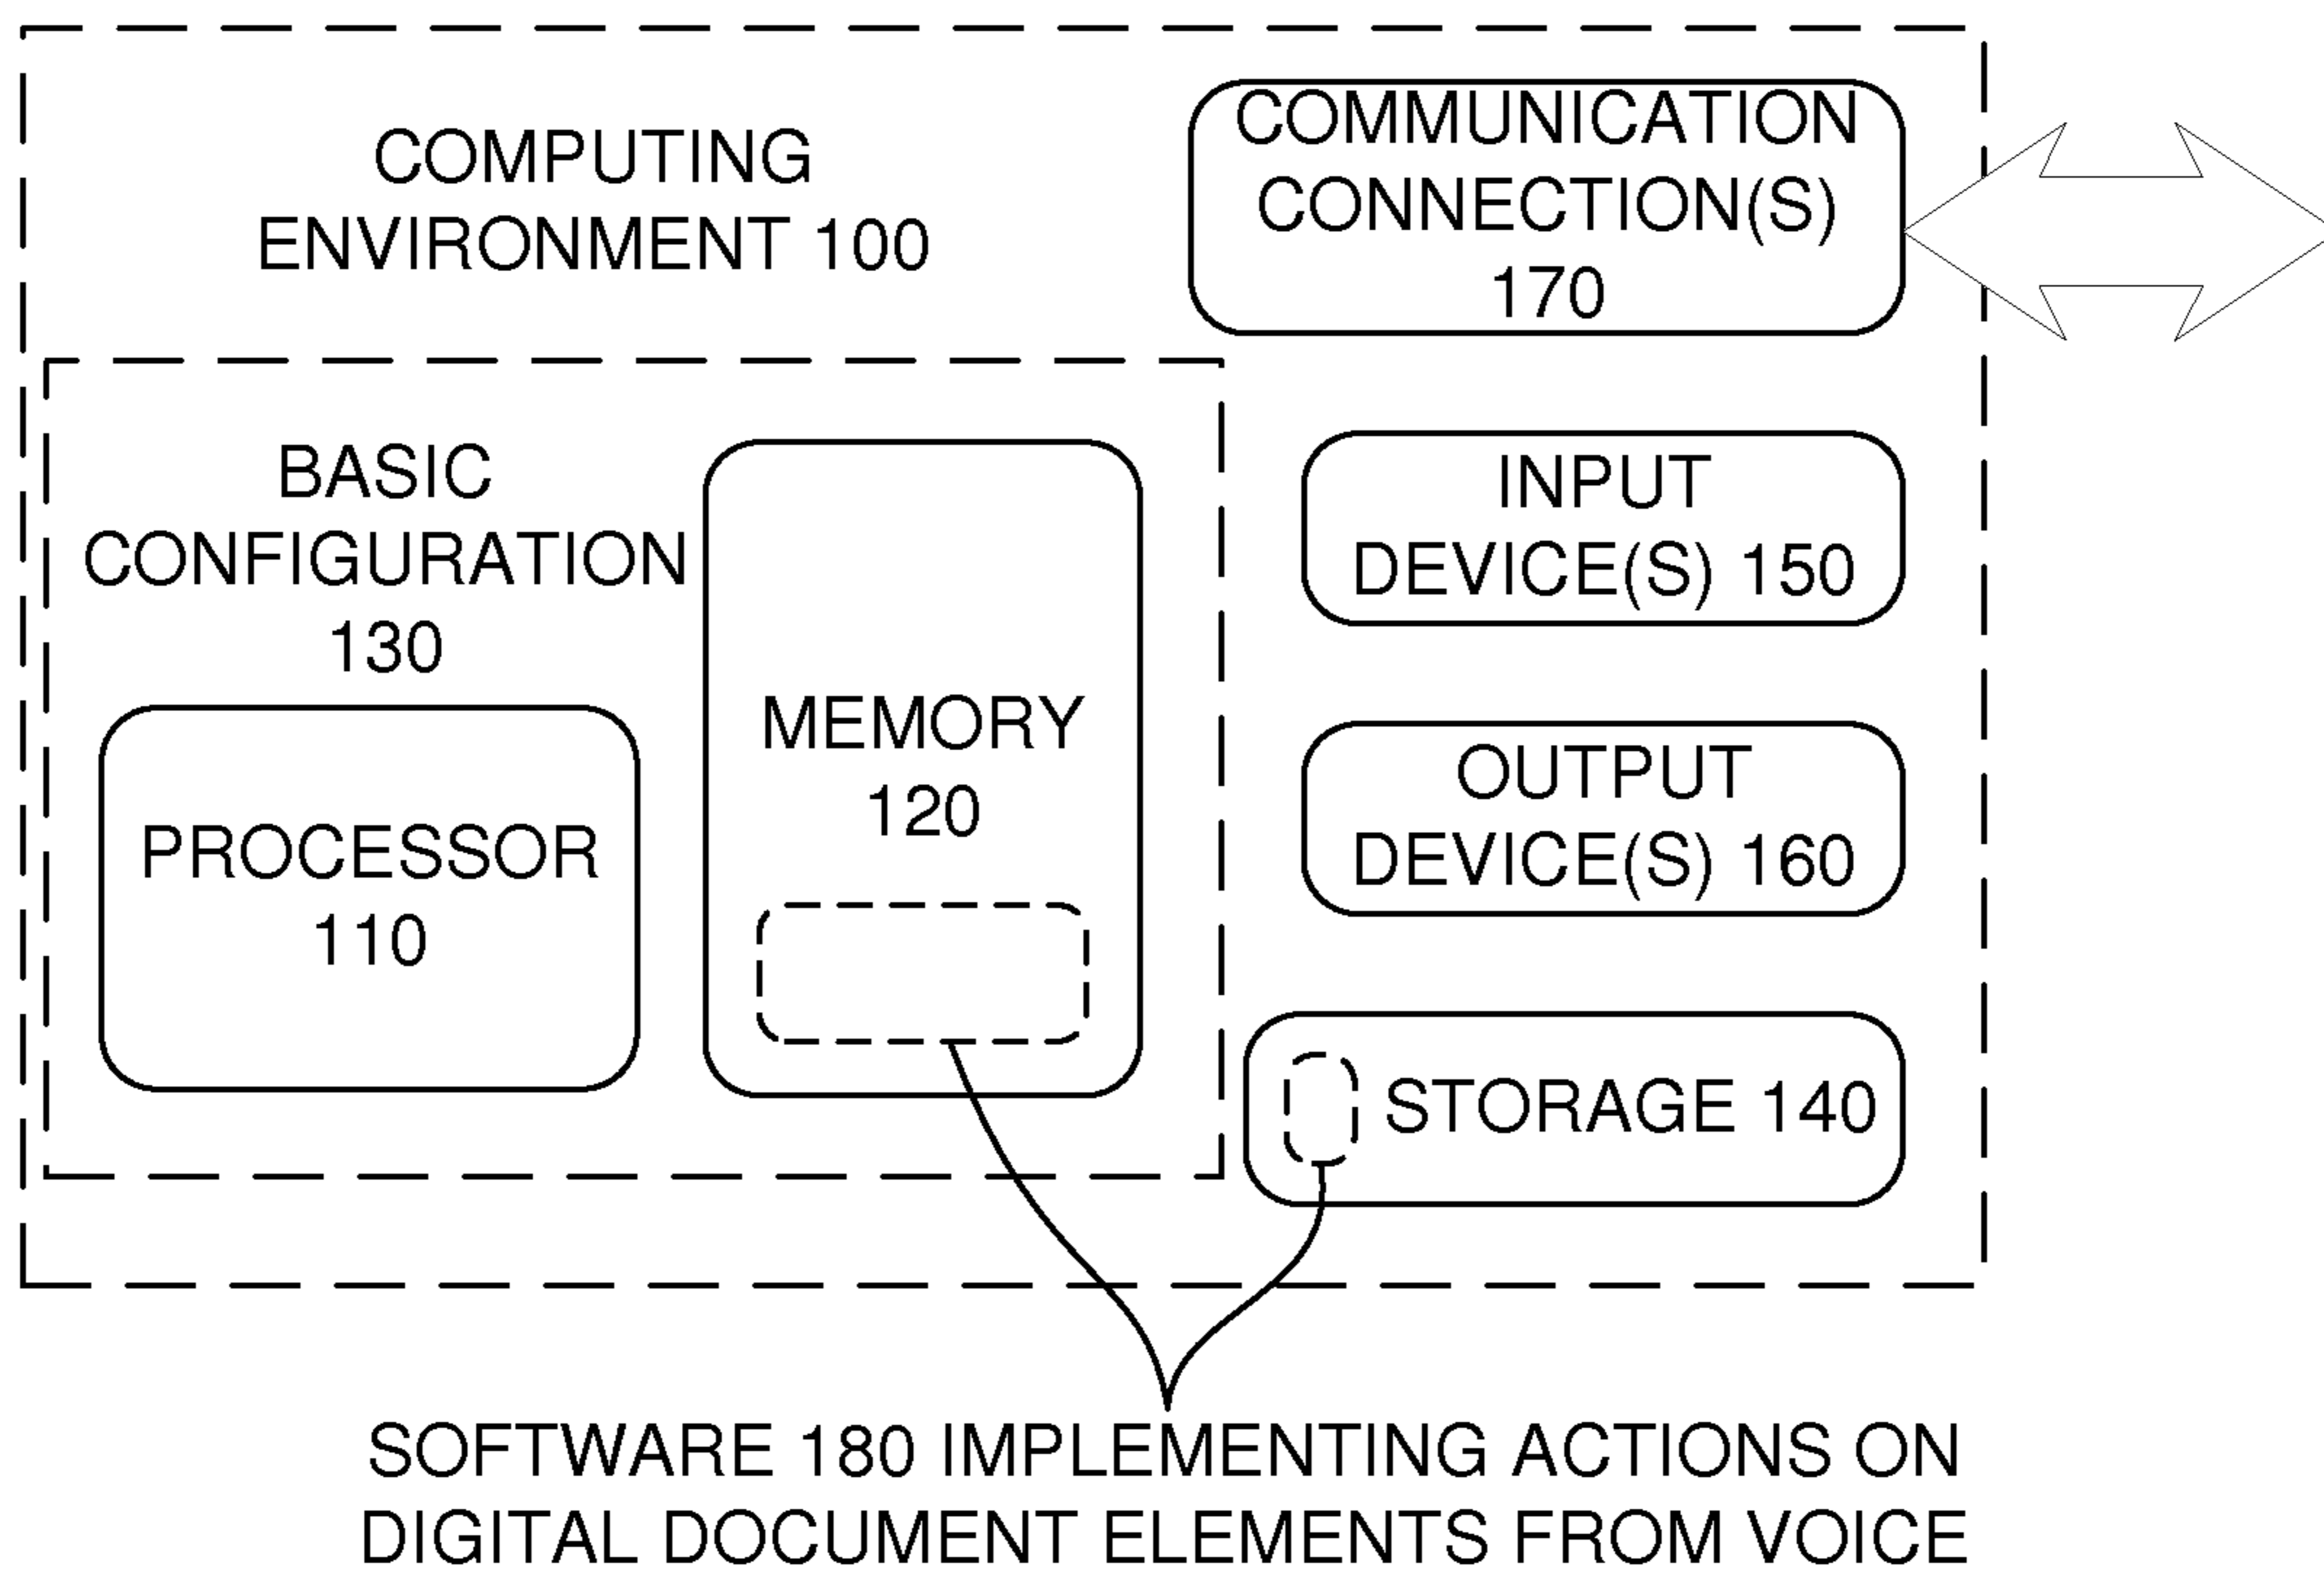 COMPUTING
ENVIRONMENT 100
COMMUNICATION
CONNECTION(S)
170
BASIC
CONFIGURATION
130
PROCESSOR
110
MEMORY
120
INPUT
DEVICE(S) 150
OUTPUT
DEVICE(S) 160
STORAGE 140
SOFTWARE 180 IMPLEMENTING ACTIONS ON
DIGITAL DOCUMENT ELEMENTS FROM VOICE